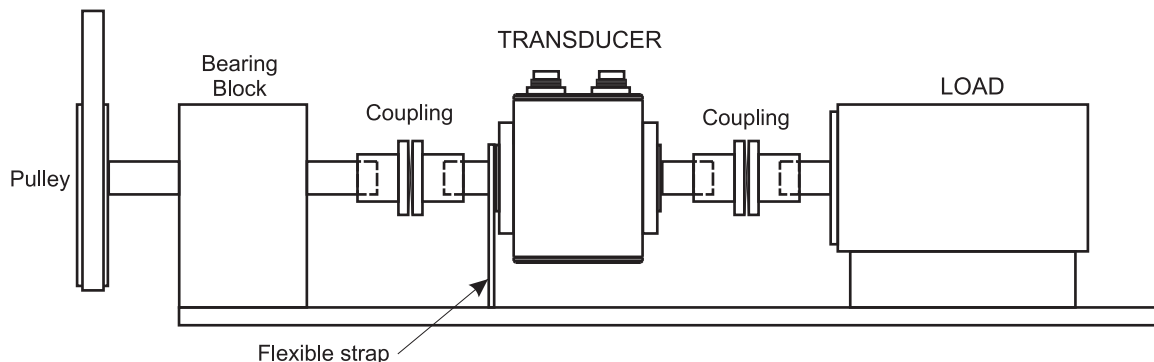 TRANSDUCER
Bearing
Block
LOAD
Coupling
Coupling
Pulley
Flexible strap